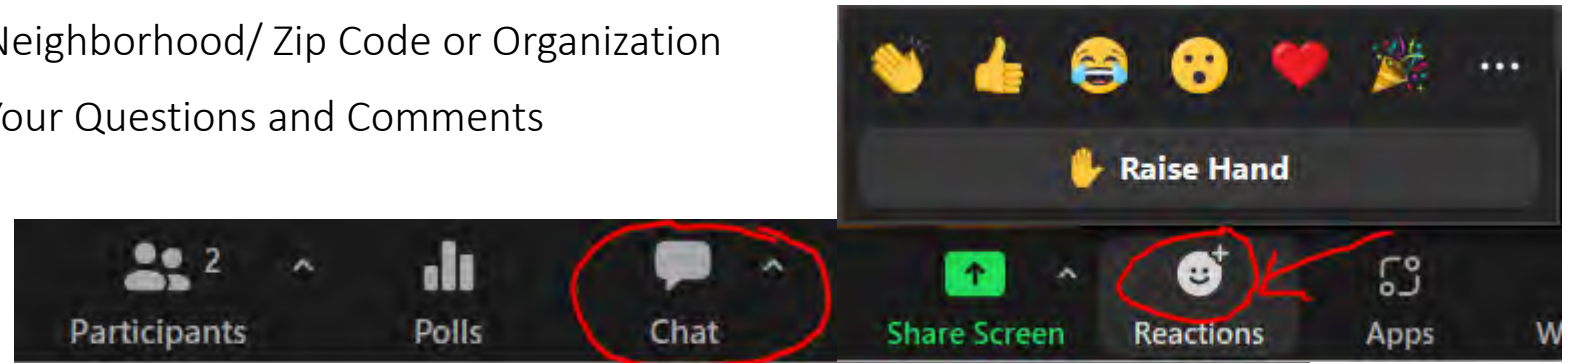 Neighborhood/ Zip Code or Organization
Your Questions and Comments
Raise Hand
2
Participants
Polls
Chat
Share Screen
Reactions
Apps
W